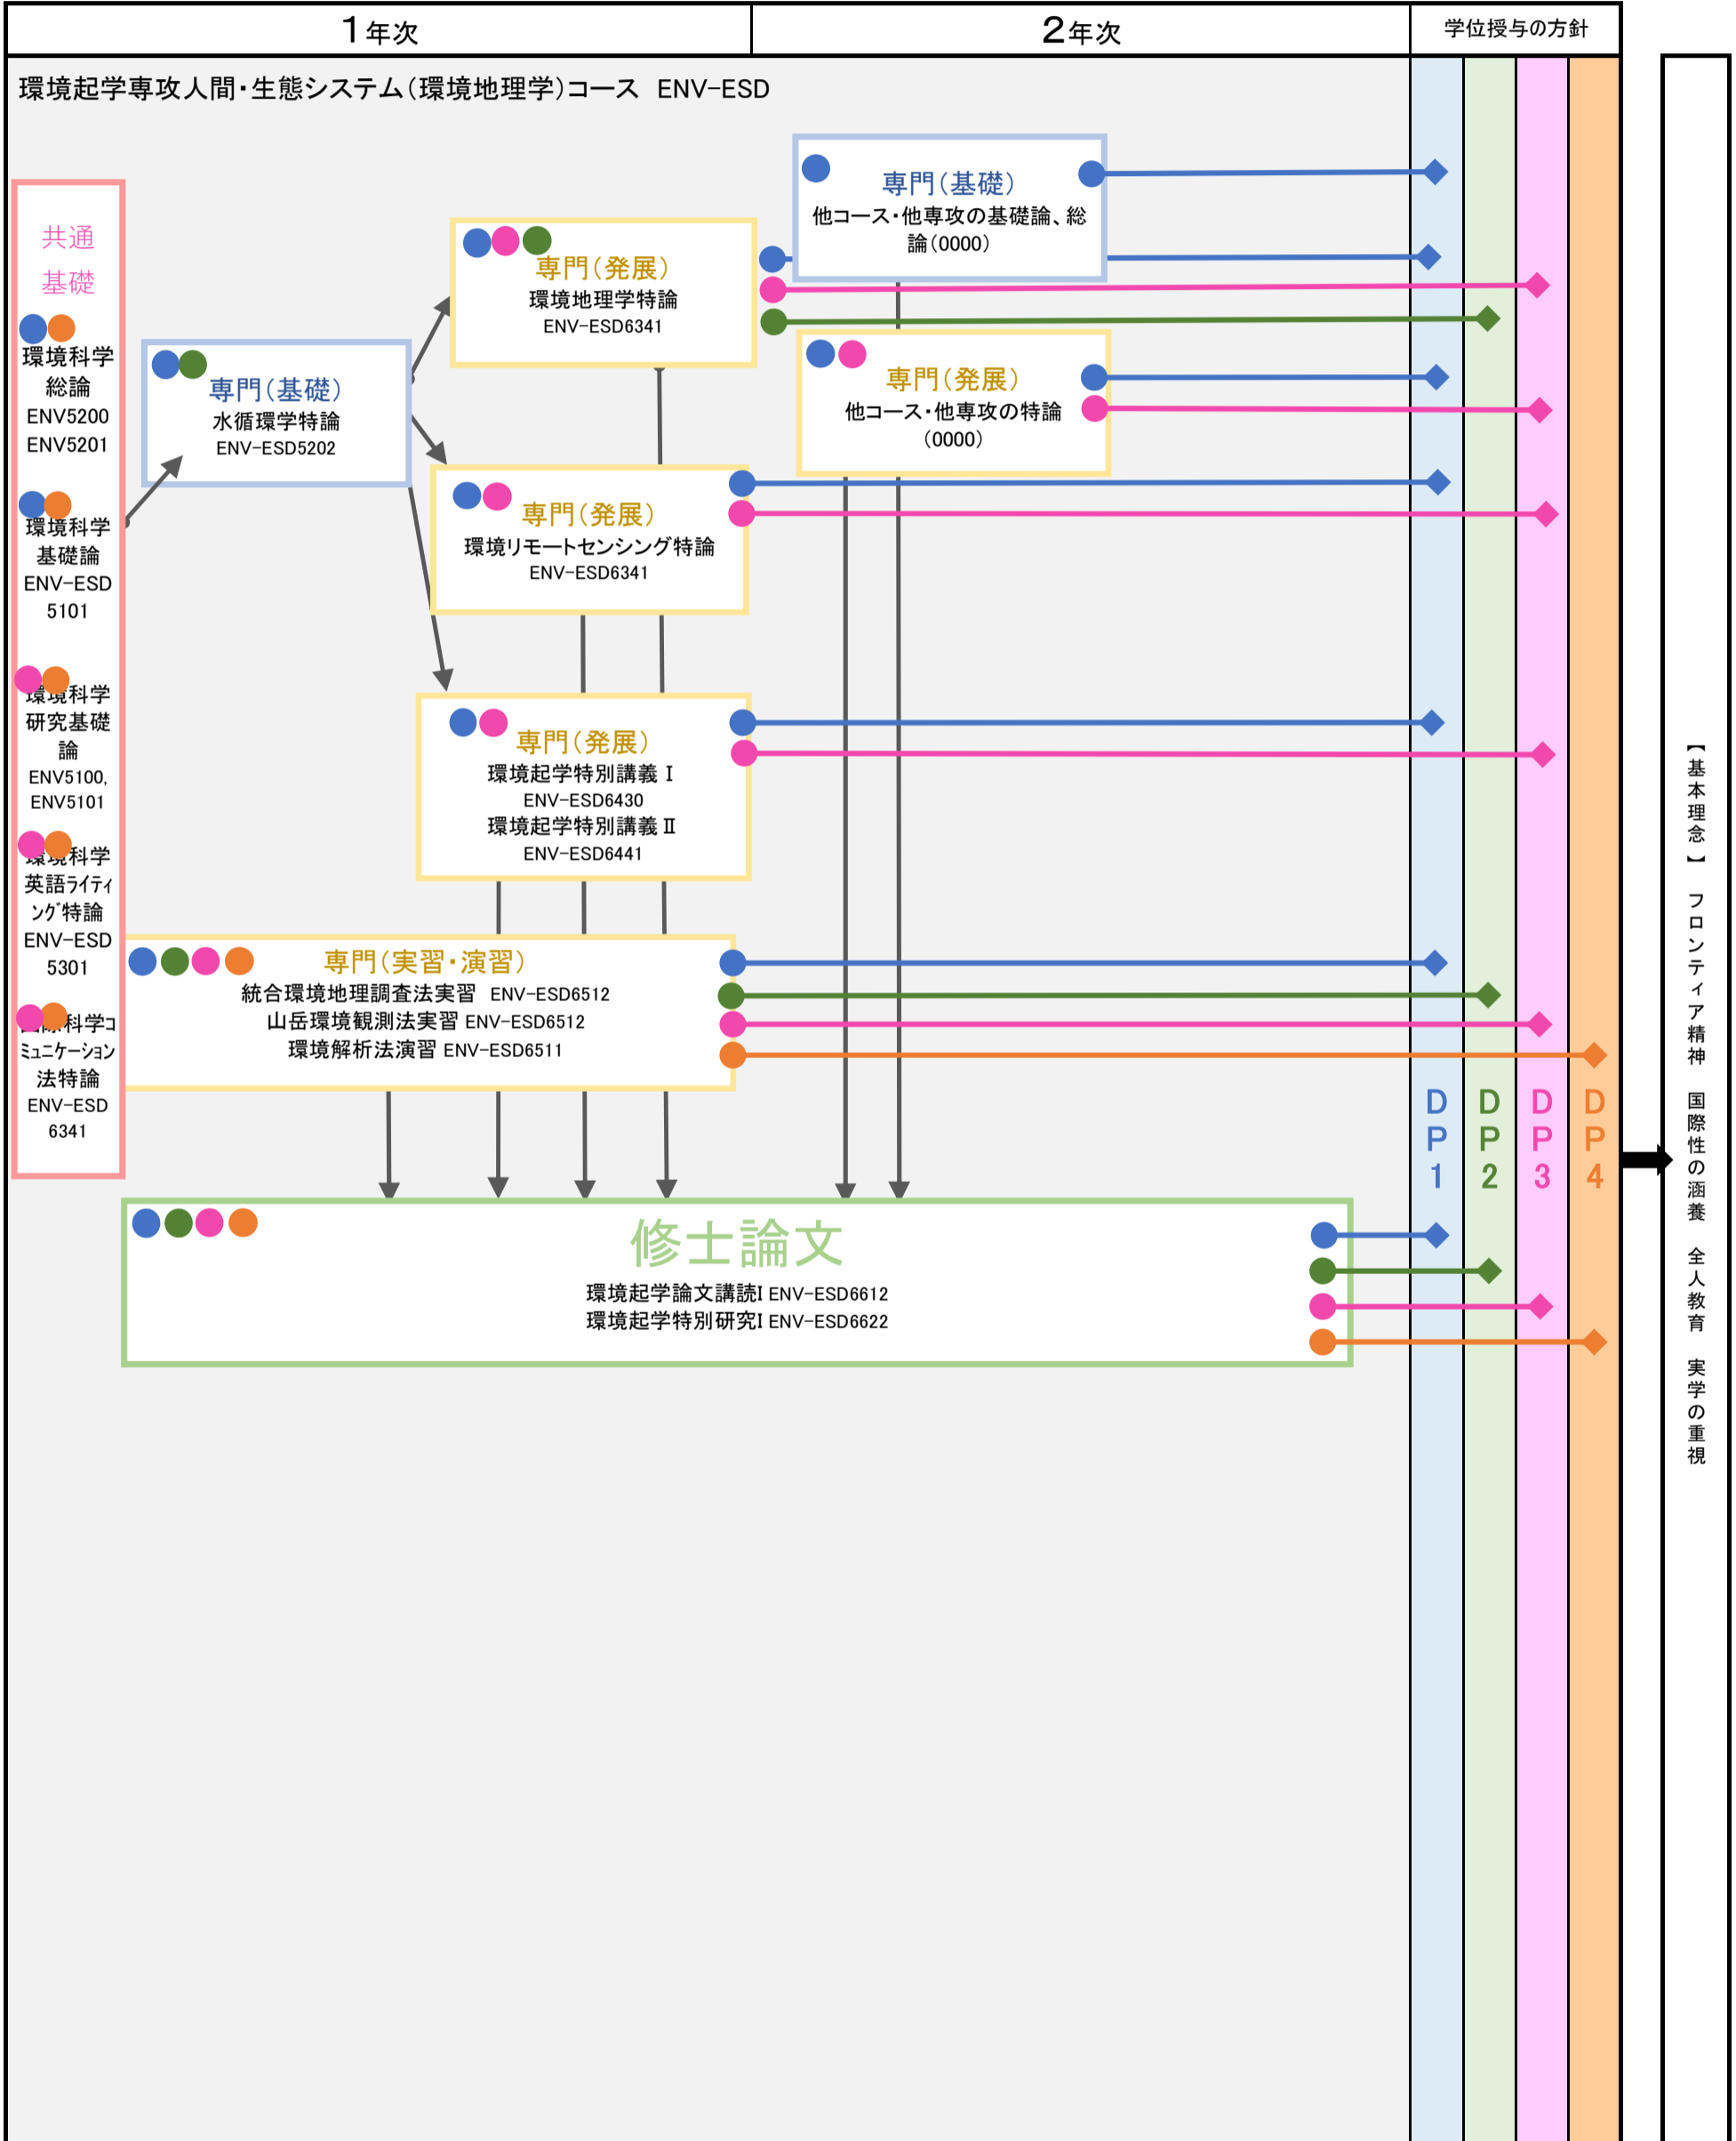 1年次
2年次
学位授与の方針
環境起学専攻人間・生態システム（環境地理学）コース ENV-ESD
共通
基礎
環境科学
総論
ENV5200
ENV5201
環境科学
基礎論
ENV-ESD
5101
環境科学
研究基礎
論
ENV5100,
ENV5101
環境科学
英語ﾗｲﾃｨ
ﾝｸﾞ特論
ENV-ESD
5301
国際科学ｺ
ﾐｭﾆｹｰｼｮﾝ
法特論
ENV-ESD
6341
専門（基礎）
水循環学特論
ENV-ESD5202
専門（発展）
環境地理学特論
ENV-ESD6341
専門（発展）
環境リモートセンシング特論
ENV-ESD6341
専門（発展）
環境起学特別講義Ⅰ
ENV-ESD6430
環境起学特別講義Ⅱ
ENV-ESD6441
専門（実習・演習）
統合環境地理調査法実習 ENV-ESD6512
山岳環境観測法実習 ENV-ESD6512
環境解析法演習 ENV-ESD6511
専門（基礎）
他コース・他専攻の基礎論、総
論（0000）
専門（発展）
他コース・他専攻の特論
（0000）
修士論文
環境起学論文講読I ENV-ESD6612
環境起学特別研究I ENV-ESD6622
DP1
DP2
DP3
DP4
【基本理念】 フロンティア精神 国際性の涵養 全人教育 実学の重視